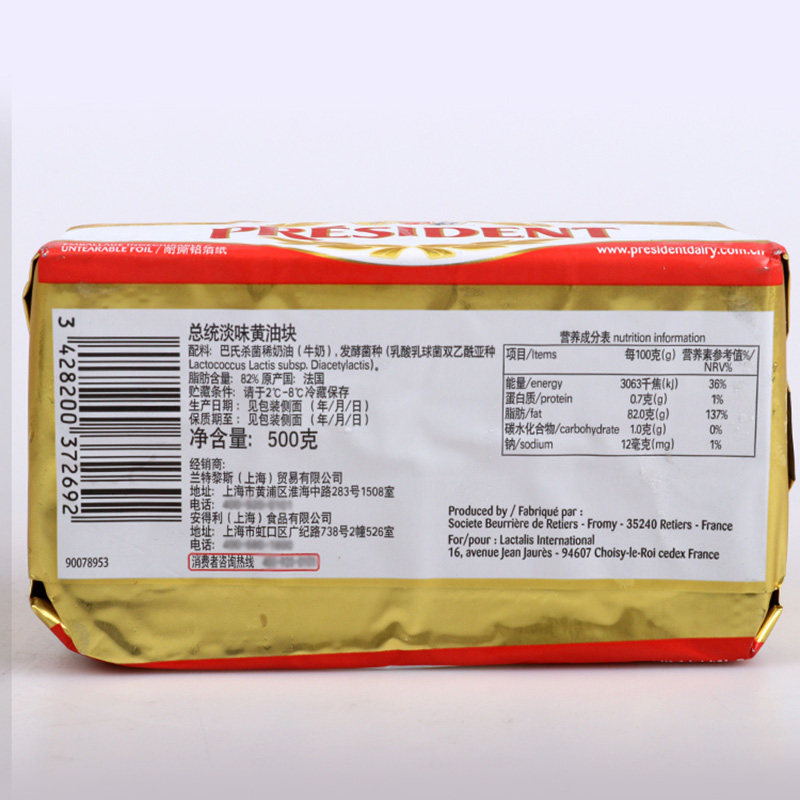 PRESIDENT
UNTEARABLE FOIL / 耐撕铝箔纸
www.presidentdairy.com.cn
3 428200 372692
90078953
总统淡味黄油块
配料: 巴氏杀菌稀奶油 (牛奶) , 发酵菌种 (乳酸乳球菌双乙酰亚种
Lactococcus Lactis subsp. Diacetylactis)。
脂肪含量: 82% 原产国: 法国
贮藏条件: 请于2℃-8℃冷藏保存
生产日期: 见包装侧面 (年/月/日)
保质期至: 见包装侧面 (年/月/日)
净含量: 500克
经销商:
兰特黎斯 (上海) 贸易有限公司
地址: 上海市黄浦区淮海中路283号1508室
电话:
安得利 (上海) 食品有限公司
地址: 上海市虹口区广纪路738号2幢526室
电话:
消费者咨询热线
营养成分表 nutrition information
项目/Items 每100克(g) 营养素参考值%/
NRV%
能量/energy 3063千焦(kJ) 36%
蛋白质/protein 0.7克(g) 1%
脂肪/fat 82.0克(g) 137%
碳水化合物/carbohydrate 1.0克(g) 0%
钠/sodium 12毫克(mg) 1%
Produced by / Fabriqué par :
Societe Beurrière de Retiers - Fromy - 35240 Retiers - France
For/pour : Lactalis International
16, avenue Jean Jaurès - 94607 Choisy-le-Roi cedex France